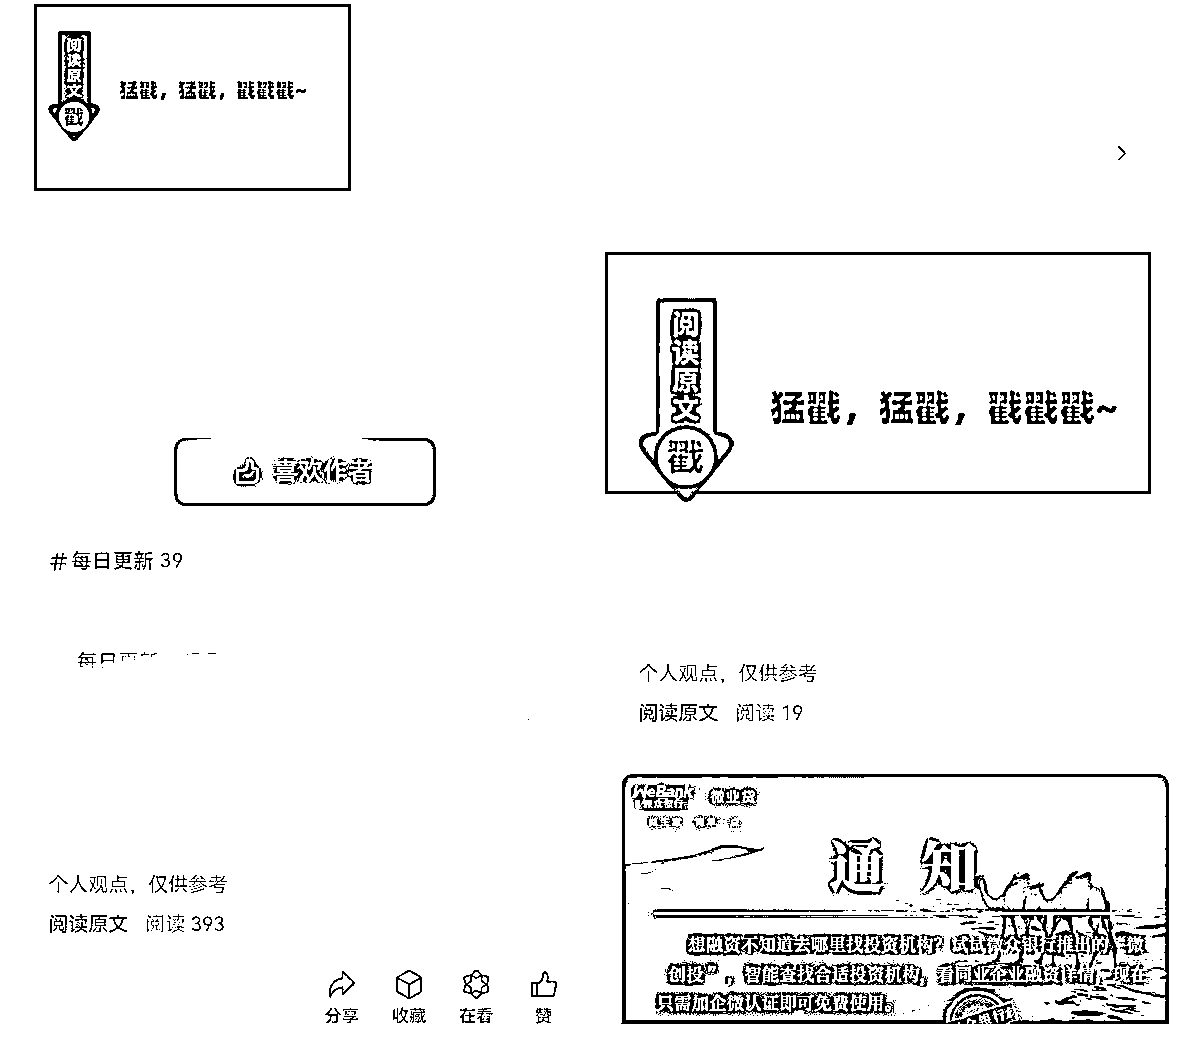 阅读原文
戳
猛戳，猛戳，戳戳戳~
喜欢作者
#每日更新 39
每日更新
个人观点，仅供参考
阅读原文 阅读 393
分享 收藏 在看 赞
阅读原文
戳
猛戳，猛戳，戳戳戳~
个人观点，仅供参考
阅读原文 阅读 19
WeBank 微业贷
通知
想融资不知道去哪里找投资机构？试试微众银行推出的“微
创投”，智能查找合适投资机构，看同业企业融资详情，现在
只需加企微认证即可免费使用。